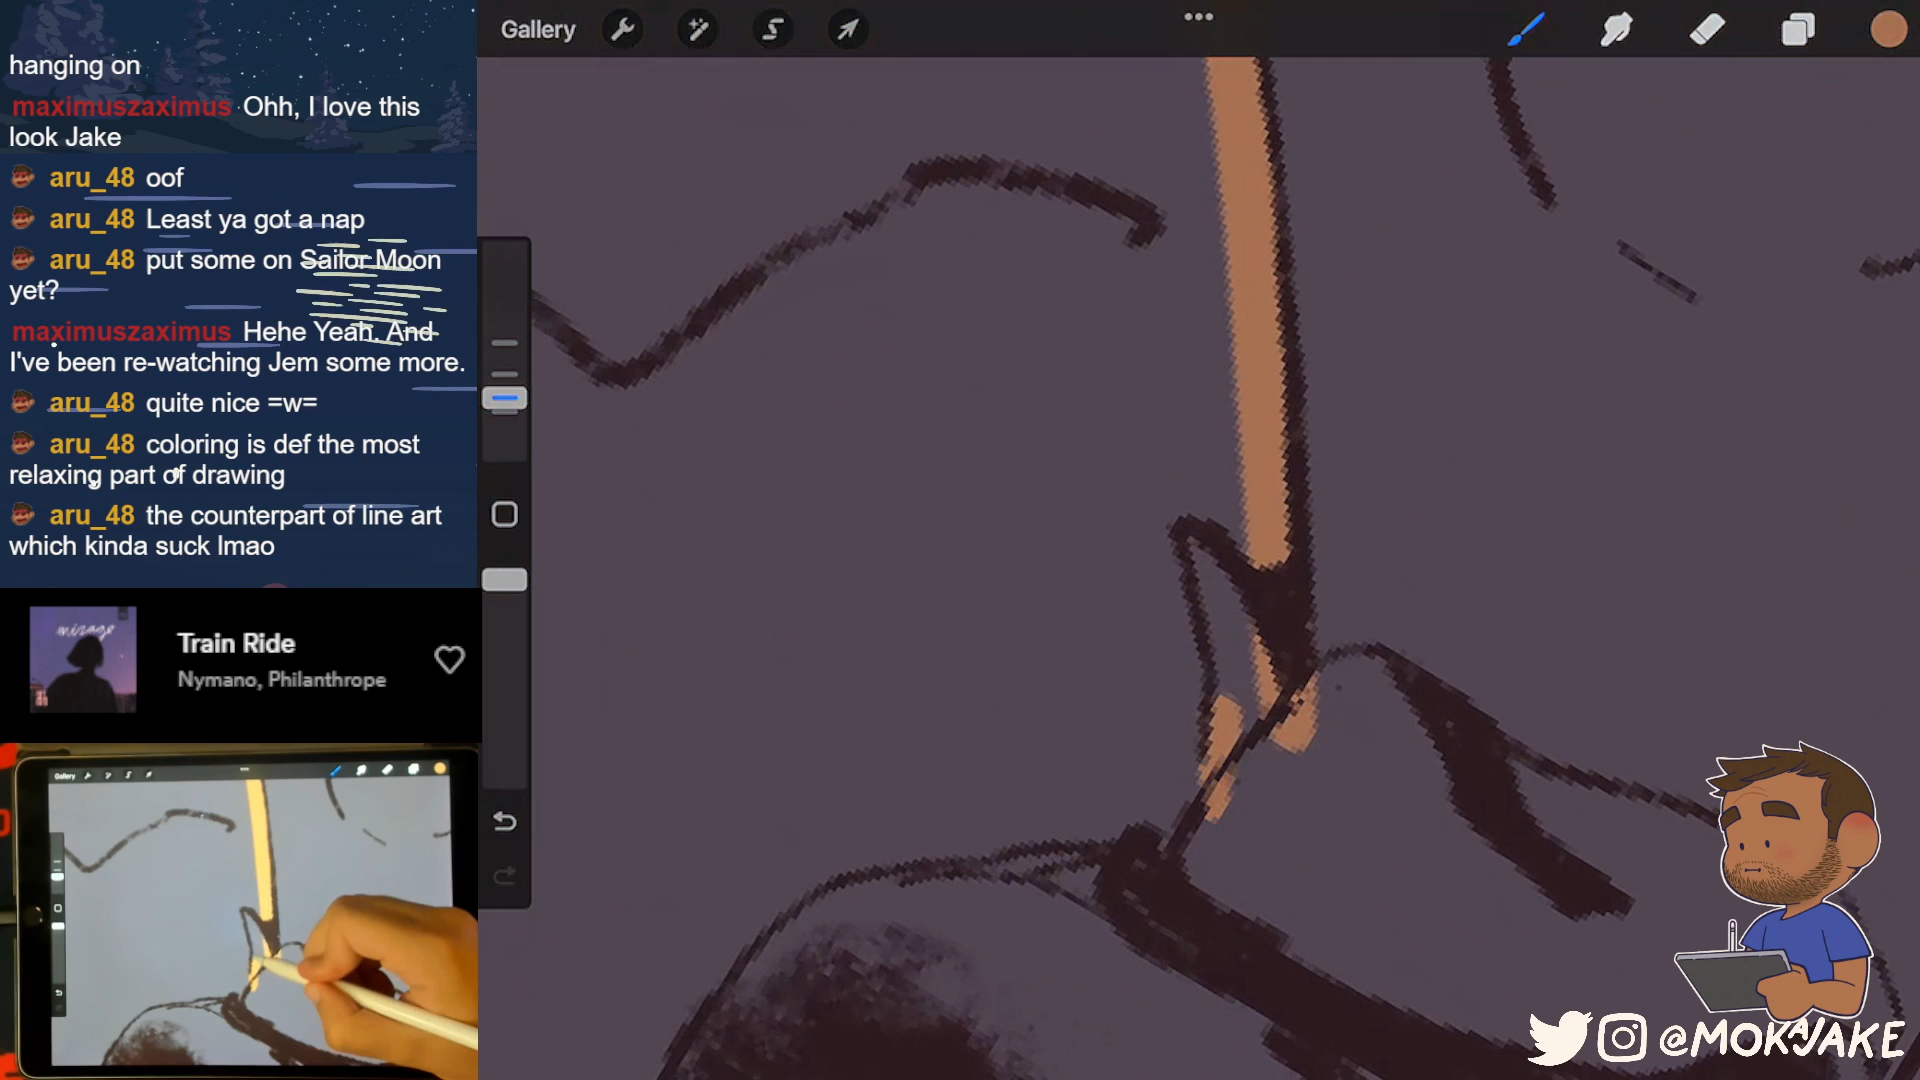 hanging on
maximuszaximus Ohh, I love this
look Jake
aru_48 oof
aru_48 Least ya got a nap
aru_48 put some on Sailor Moon
yet?
maximuszaximus Hehe Yeah. And
I've been re-watching Jem some more.
aru_48 quite nice =w=
aru_48 coloring is def the most
relaxing part of drawing
aru_48 the counterpart of line art
which kinda suck lmao
mirage
Train Ride
Nymano, Philanthrope
Gallery
Gallery
@MOKAJAKE